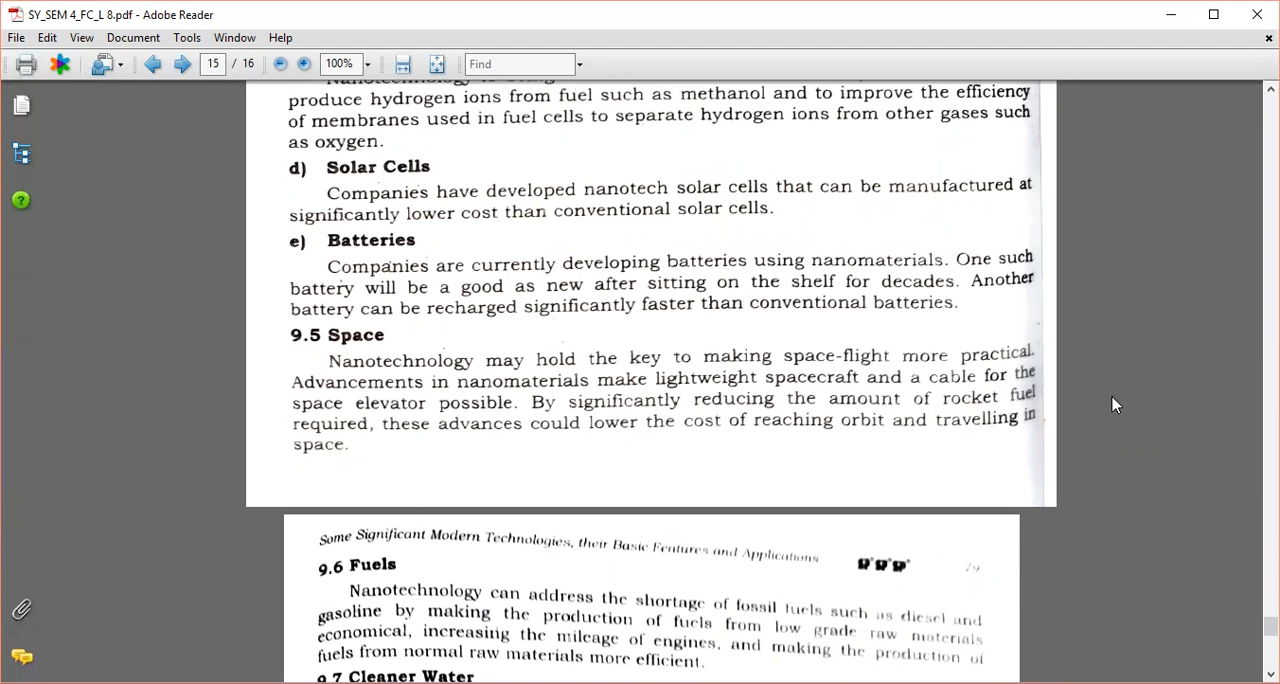 SY_SEM 4_FC_L 8.pdf - Adobe Reader
File Edit View Document Tools Window Help
15 / 16 100% Find
produce hydrogen ions from fuel such as methanol and to improve the efficiency
of membranes used in fuel cells to separate hydrogen ions from other gases such
as oxygen.
d) Solar Cells
Companies have developed nanotech solar cells that can be manufactured at
significantly lower cost than conventional solar cells.
e) Batteries
Companies are currently developing batteries using nanomaterials. One such
battery will be a good as new after sitting on the shelf for decades. Another
battery can be recharged significantly faster than conventional batteries.
9.5 Space
Nanotechnology may hold the key to making space-flight more practical.
Advancements in nanomaterials make lightweight spacecraft and a cable for the
space elevator possible. By significantly reducing the amount of rocket fuel
required, these advances could lower the cost of reaching orbit and travelling in
space.
Some Significant Modern Technologies, their Basic Features and Applications
9.6 Fuels
Nanotechnology can address the shortage of fossil fuels such as diesel and
gasoline by making the production of fuels from low grade raw materials
economical, increasing the mileage of engines, and making the production of
fuels from normal raw materials more efficient.
9.7 Cleaner Water